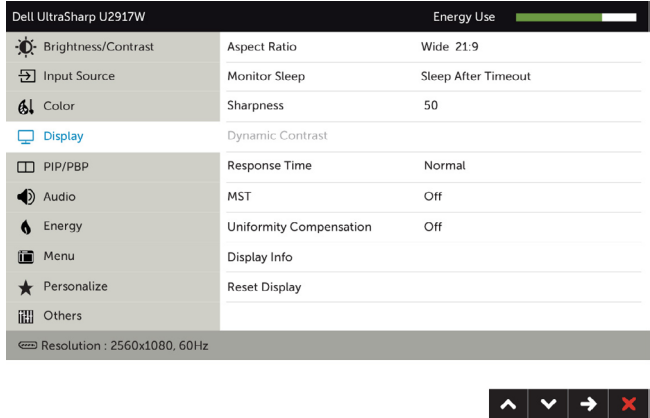 Dell UltraSharp U2917W Energy Use
Brightness/Contrast Aspect Ratio Wide 21:9
Input Source Monitor Sleep Sleep After Timeout
Color Sharpness 50
Display Dynamic Contrast
PIP/PBP Response Time Normal
Audio MST Off
Energy Uniformity Compensation Off
Menu Display Info
Personalize Reset Display
Others
Resolution : 2560x1080, 60Hz